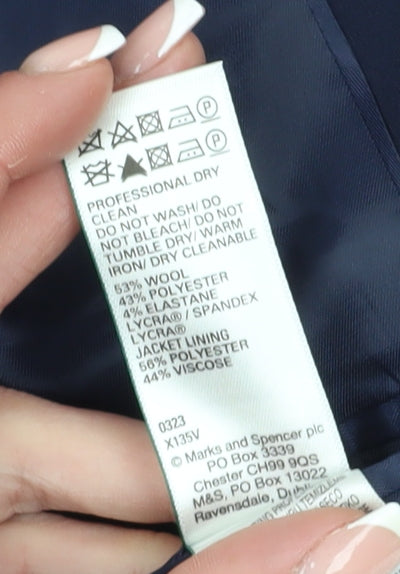 P
P
PROFESSIONAL DRY
CLEAN
DO NOT WASH/ DO
NOT BLEACH/ DO NOT
TUMBLE DRY/ WARM
IRON/ DRY CLEANABLE
53% WOOL
43% POLYESTER
4% ELASTANE
LYCRA® / SPANDEX
LYCRA®
JACKET LINING
56% POLYESTER
44% VISCOSE
0323
X135V
© Marks and Spencer plc
PO Box 3339
Chester CH99 9QS
M&S, PO Box 13022
Ravensdale,